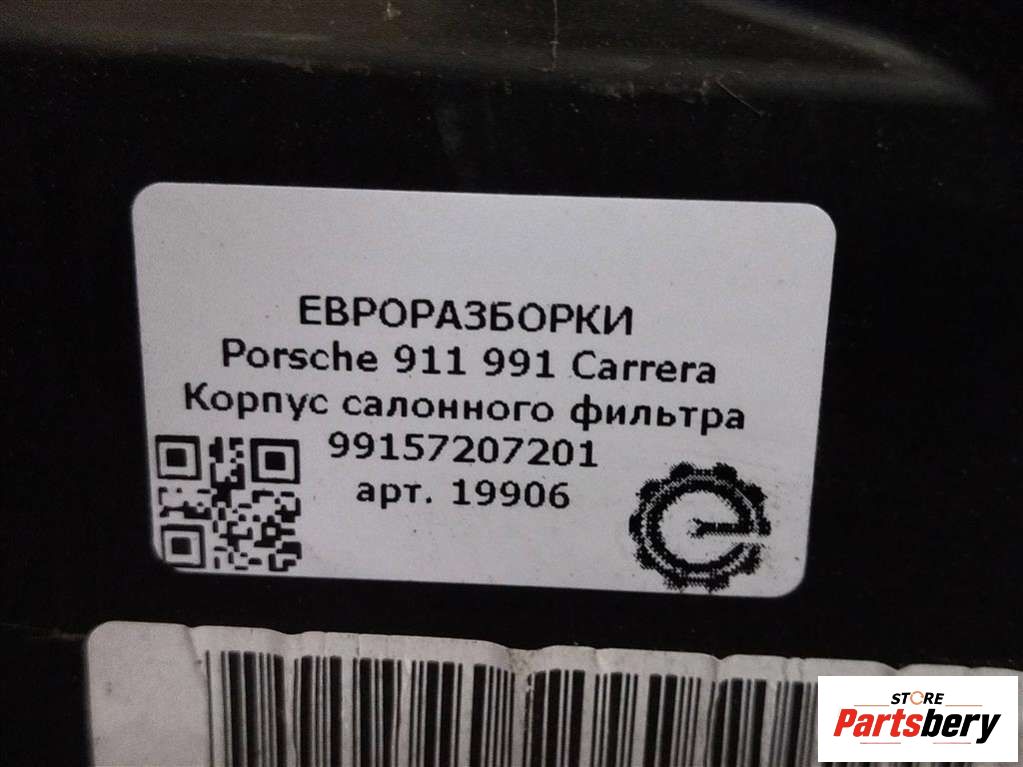 ЕВРОРАЗБОРКИ
Porsche 911 991 Carrera
Корпус салонного фильтра
99157207201
арт. 19906
STORE
Partsbery